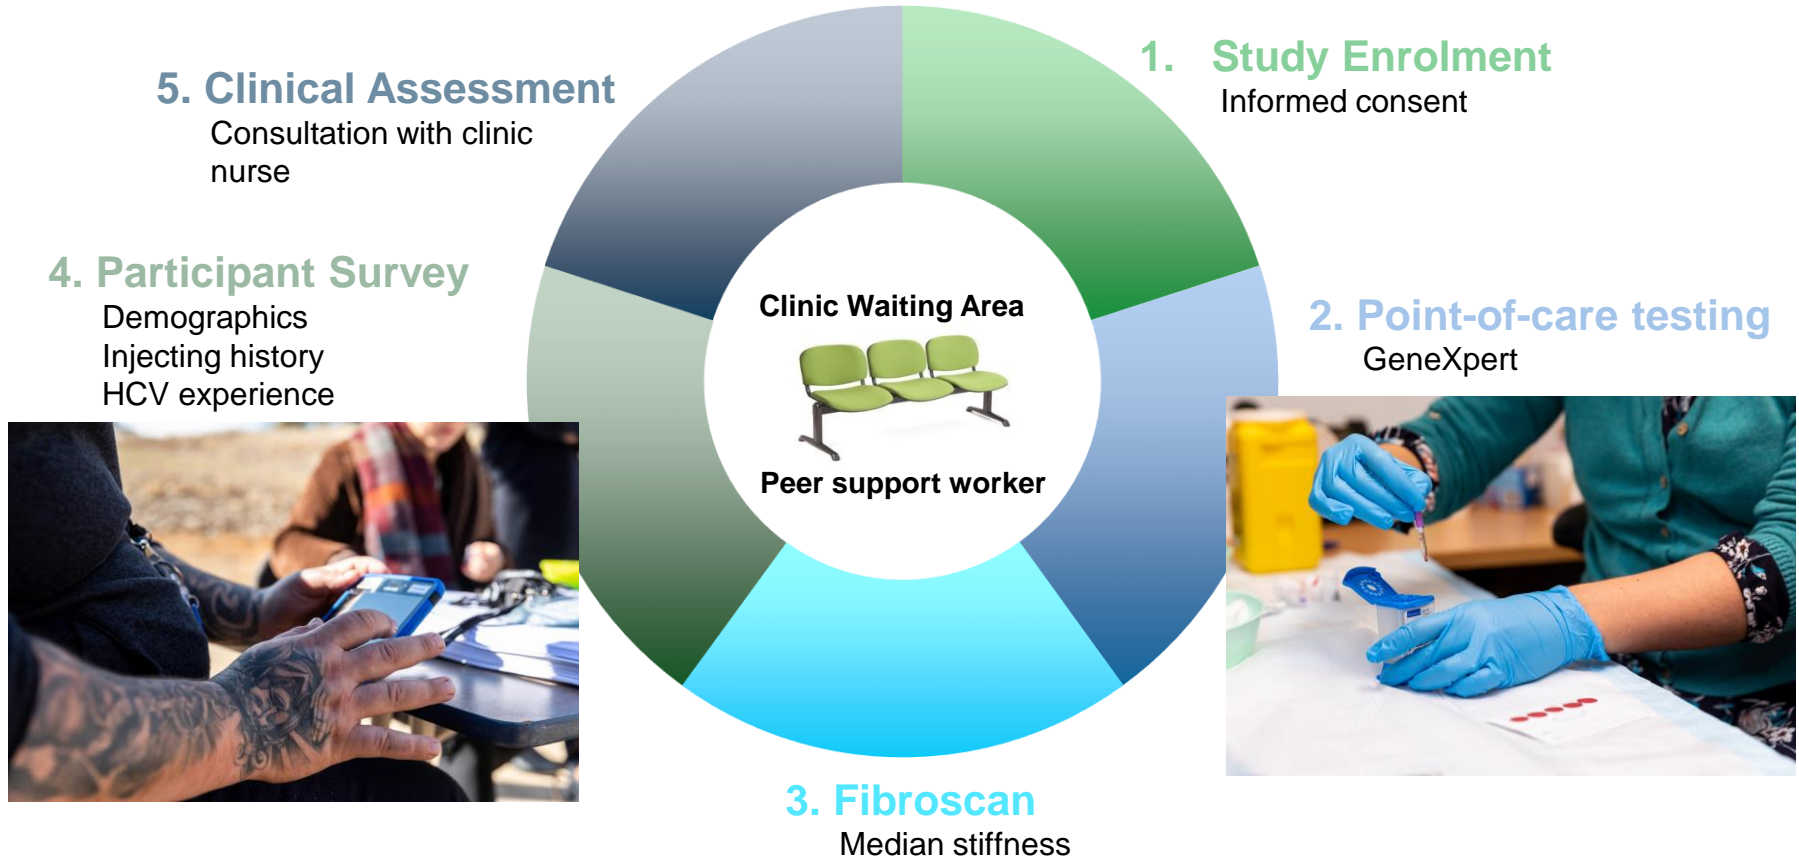 1. Study Enrolment
Informed consent
2. Point-of-care testing
GeneXpert
3. Fibroscan
Median stiffness
4. Participant Survey
Demographics
Injecting history
HCV experience
5. Clinical Assessment
Consultation with clinic
nurse
Clinic Waiting Area
Peer support worker